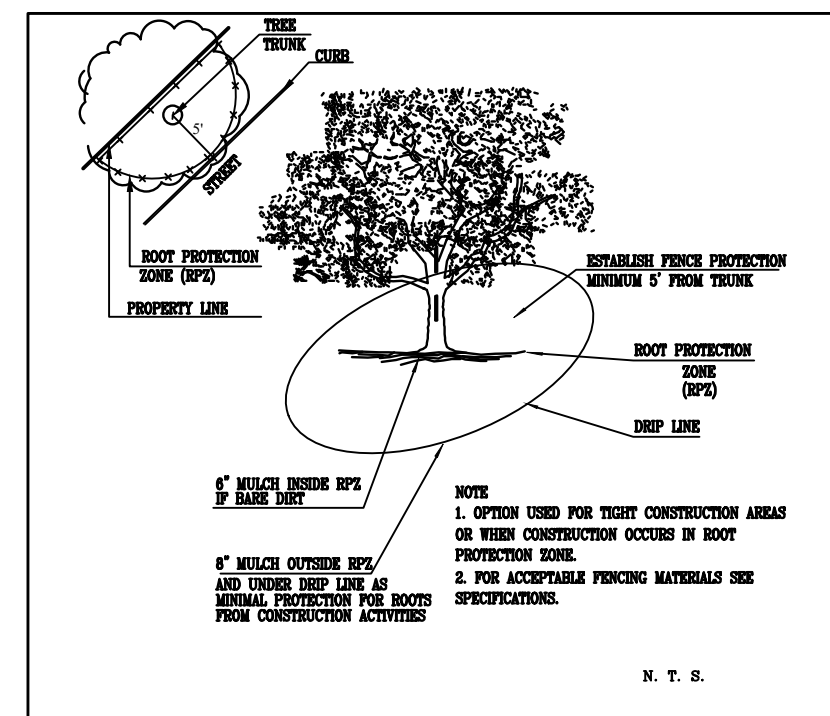 TREE
TRUNK
CURB
5'
STREET
ROOT PROTECTION
ZONE (RPZ)
PROPERTY LINE
ESTABLISH FENCE PROTECTION
MINIMUM 5' FROM TRUNK
ROOT PROTECTION
ZONE
(RPZ)
DRIP LINE
6" MULCH INSIDE RPZ
IF BARE DIRT
8" MULCH OUTSIDE RPZ
AND UNDER DRIP LINE AS
MINIMAL PROTECTION FOR ROOTS
FROM CONSTRUCTION ACTIVITIES
NOTE
1. OPTION USED FOR TIGHT CONSTRUCTION AREAS
OR WHEN CONSTRUCTION OCCURS IN ROOT
PROTECTION ZONE.
2. FOR ACCEPTABLE FENCING MATERIALS SEE
SPECIFICATIONS.
N. T. S.